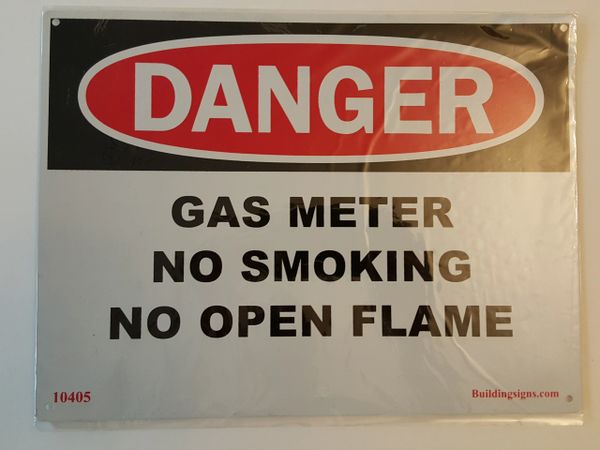 DANGER
GAS METER
NO SMOKING
NO OPEN FLAME
10405
Buildingsigns.com